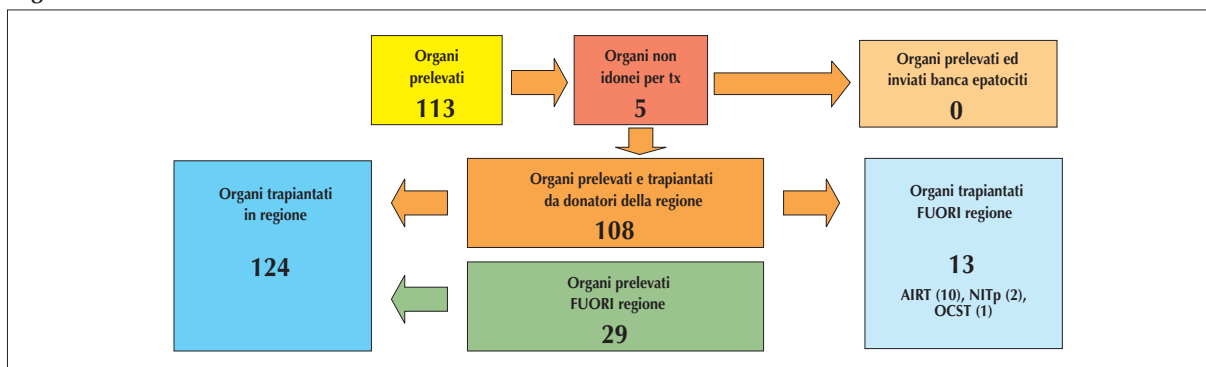 Organi
prelevati
113
Organi non
idonei per tx
5
Organi prelevati ed
inviati banca epatociti
0
Organi trapiantati
in regione
124
Organi prelevati e trapiantati
da donatori della regione
108
Organi prelevati
FUORI regione
29
Organi trapiantati
FUORI regione
13
AIRT (10), NITp (2),
OCST (1)